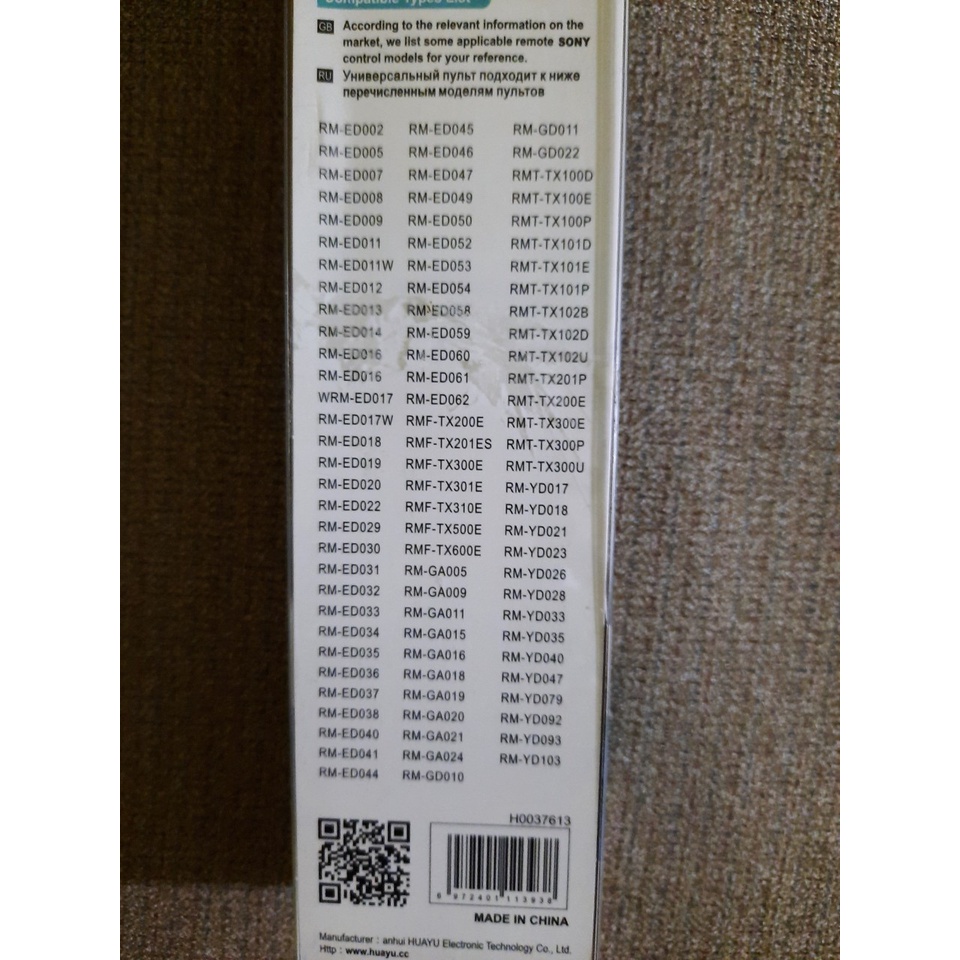 Compatible Types List
GB According to the relevant information on the
market, we list some applicable remote SONY
control models for your reference.
RU Универсальный пульт подходит к ниже
перечисленным моделям пультов
RM-ED002 RM-ED045 RM-GD011
RM-ED005 RM-ED046 RM-GD022
RM-ED007 RM-ED047 RMT-TX100D
RM-ED008 RM-ED049 RMT-TX100E
RM-ED009 RM-ED050 RMT-TX100P
RM-ED011 RM-ED052 RMT-TX101D
RM-ED011W RM-ED053 RMT-TX101E
RM-ED012 RM-ED054 RMT-TX101P
RM-ED013 RM-ED058 RMT-TX102B
RM-ED014 RM-ED059 RMT-TX102D
RM-ED016 RM-ED060 RMT-TX102U
RM-ED016 RM-ED061 RMT-TX201P
WRM-ED017 RM-ED062 RMT-TX200E
RM-ED017W RMF-TX200E RMT-TX300E
RM-ED018 RMF-TX201ES RMT-TX300P
RM-ED019 RMF-TX300E RMT-TX300U
RM-ED020 RMF-TX301E RM-YD017
RM-ED022 RMF-TX310E RM-YD018
RM-ED029 RMF-TX500E RM-YD021
RM-ED030 RMF-TX600E RM-YD023
RM-ED031 RM-GA005 RM-YD026
RM-ED032 RM-GA009 RM-YD028
RM-ED033 RM-GA011 RM-YD033
RM-ED034 RM-GA015 RM-YD035
RM-ED035 RM-GA016 RM-YD040
RM-ED036 RM-GA018 RM-YD047
RM-ED037 RM-GA019 RM-YD079
RM-ED038 RM-GA020 RM-YD092
RM-ED040 RM-GA021 RM-YD093
RM-ED041 RM-GA024 RM-YD103
RM-ED044 RM-GD010
H0037613
6 972401 113938
MADE IN CHINA
Manufacturer : anhui HUAYU Electronic Technology Co., Ltd.
Http : www.huayu.cc